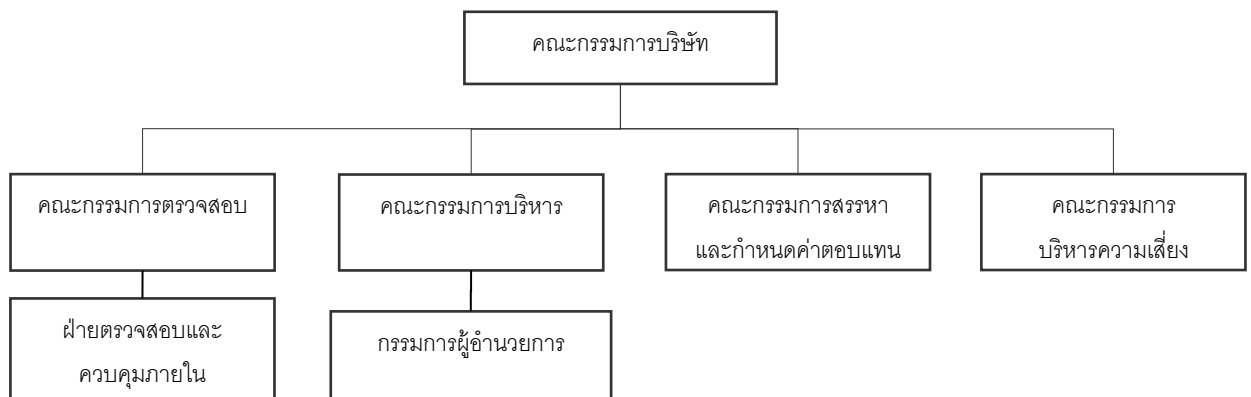 คณะกรรมการบริษัท
คณะกรรมการตรวจสอบ
คณะกรรมการบริหาร
คณะกรรมการสรรหา
และกำหนดค่าตอบแทน
คณะกรรมการ
บริหารความเสี่ยง
ฝ่ายตรวจสอบและ
ควบคุมภายใน
กรรมการผู้อำนวยการ